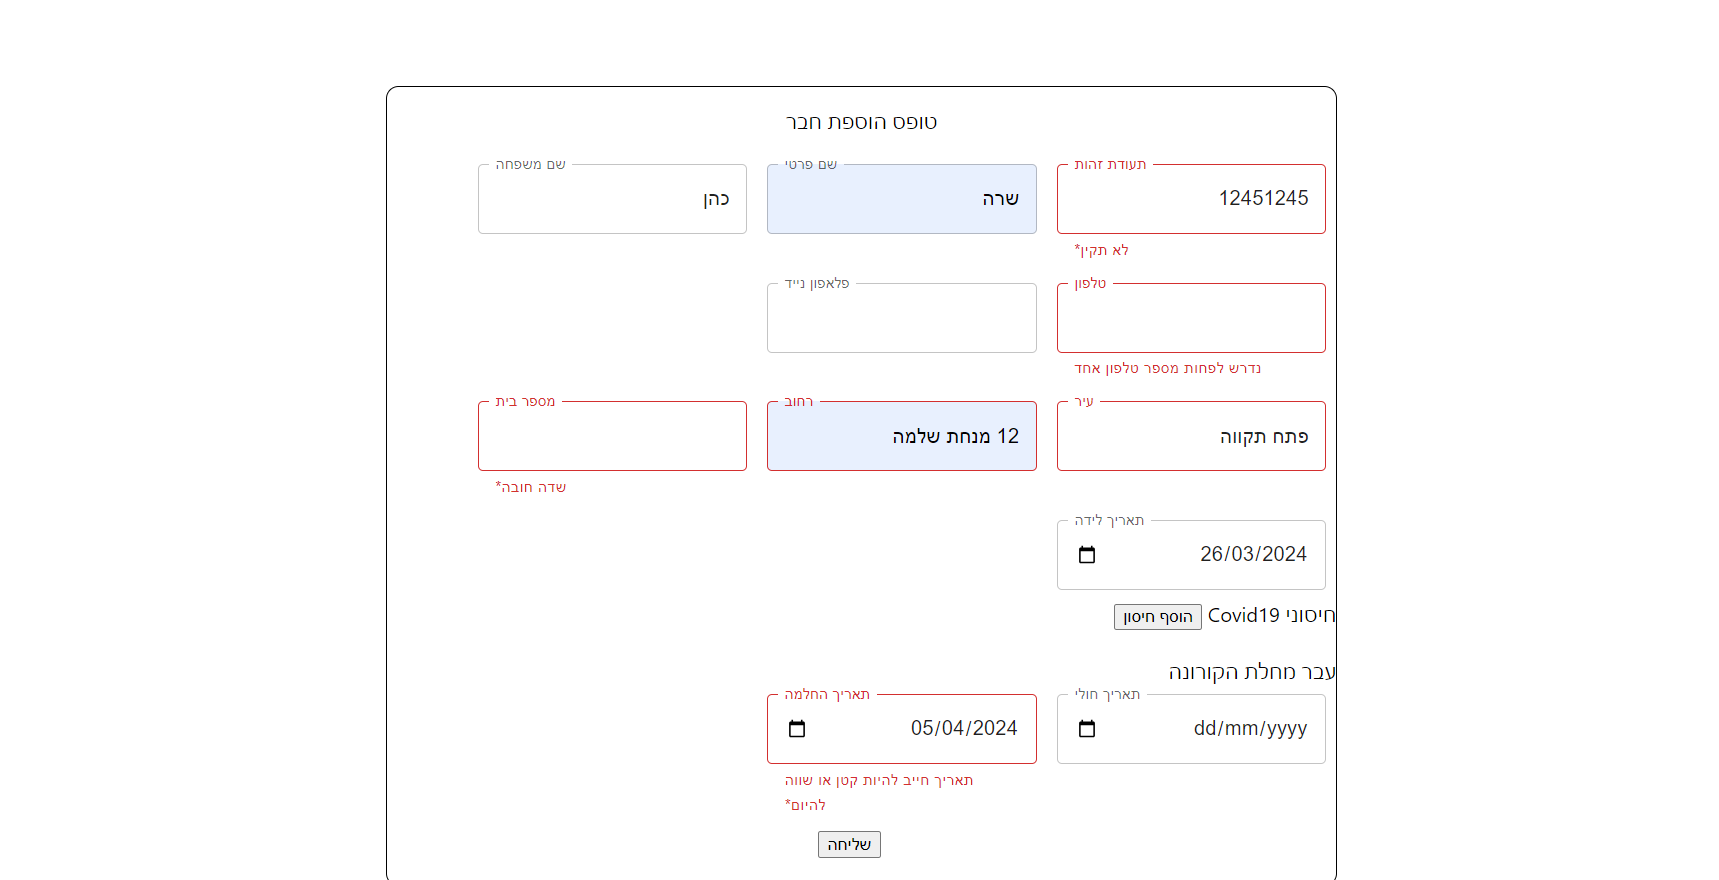 טופס הוספת חבר
תעודת זהות
שם פרטי
שם משפחה
12451245
שרה
כהן
לא תקין*
טלפון
פלאפון נייד
נדרש לפחות מספר טלפון אחד
עיר
רחוב
מספר בית
פתח תקווה
12 מנחת שלמה
שדה חובה*
תאריך לידה
26/03/2024
חיסוני Covid19 הוסף חיסון
עבר מחלת הקורונה
תאריך חולי
תאריך החלמה
dd/mm/yyyy
05/04/2024
תאריך חייב להיות קטן או שווה
להיום*
שליחה